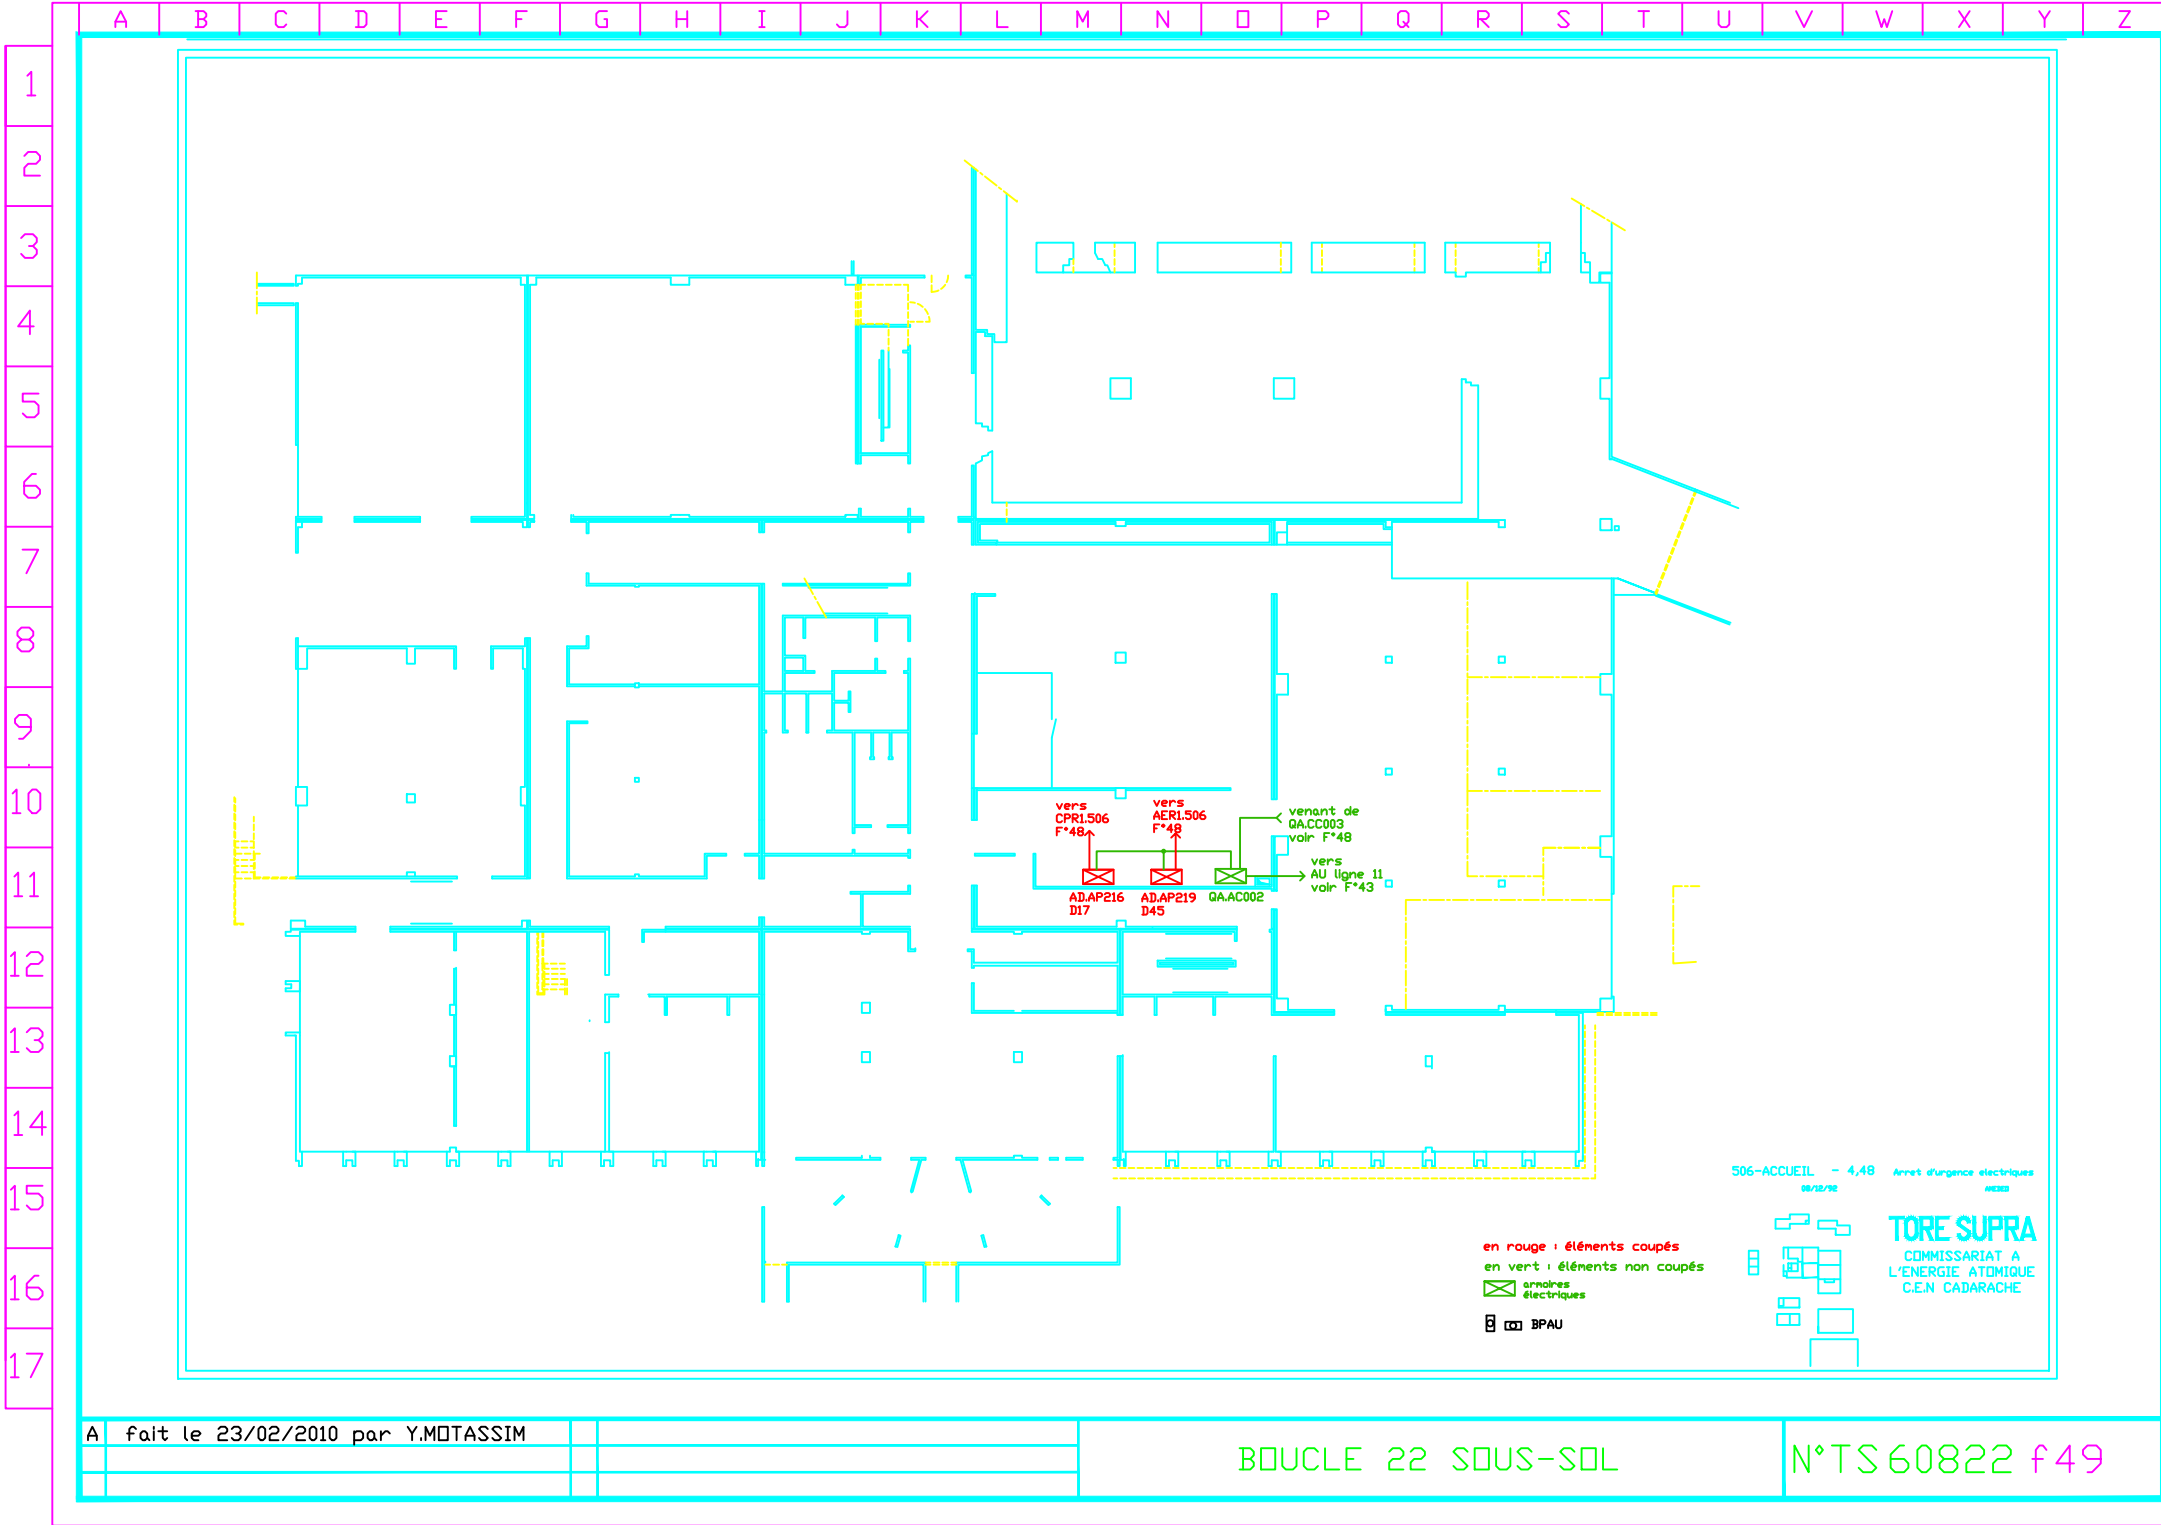 A B C D E F G H I J K L M N O P Q R S T U V W X Y Z
1
2
3
4
5
6
7
8
9
10
11
12
13
14
15
16
17
vers
CPR1.506
F°48
vers
AER1.506
F°48
venant de
QA.CC003
voir F°48
vers
AU ligne 11
voir F°43
AD.AP216
D17
AD.AP219
D45
QA.AC002
506-ACCUEIL - 4,48 Arret d'urgence electriques
08/12/92
TORE SUPRA
COMMISSARIAT A
L'ENERGIE ATOMIQUE
C.E.N CADARACHE
en rouge : éléments coupés
en vert : éléments non coupés
armoires
électriques
BPAU
A fait le 23/02/2010 par Y.MOTASSIM
BOUCLE 22 SOUS-SOL
N°TS60822 f49